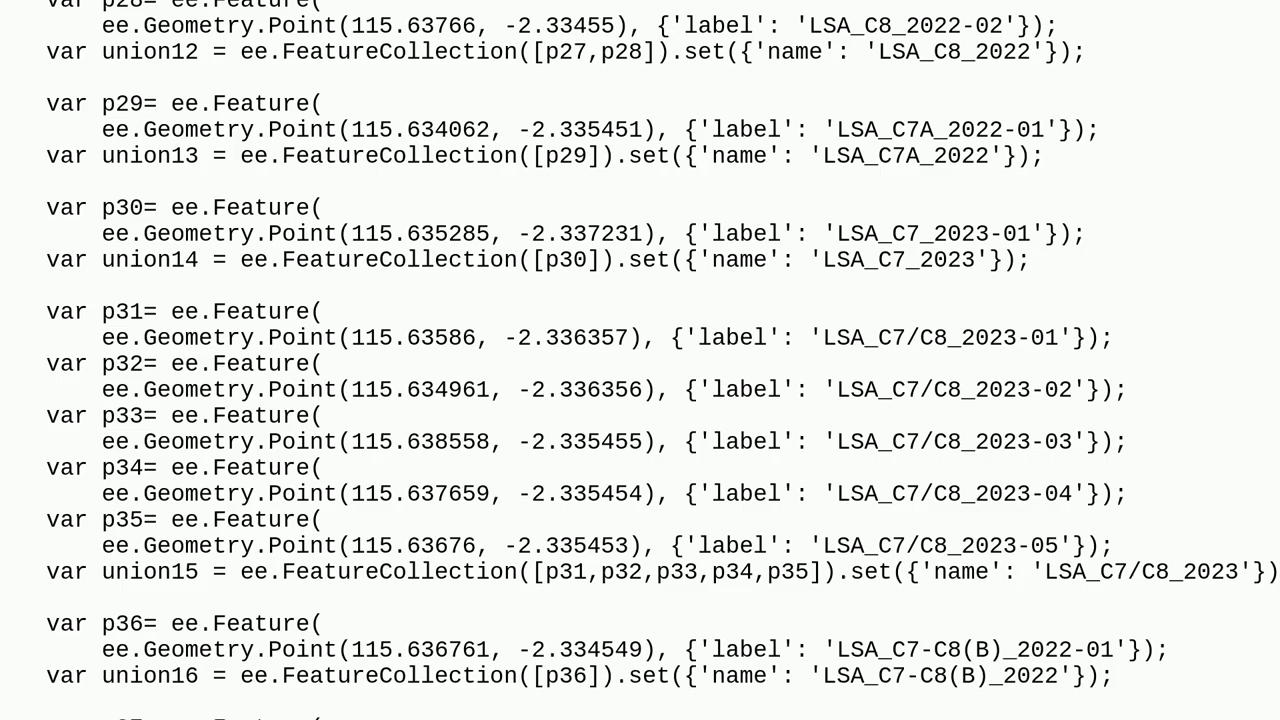 var p28= ee.Feature(
    ee.Geometry.Point(115.63766, -2.33455), {'label': 'LSA_C8_2022-02'});
var union12 = ee.FeatureCollection([p27,p28]).set({'name': 'LSA_C8_2022'});

var p29= ee.Feature(
    ee.Geometry.Point(115.634062, -2.335451), {'label': 'LSA_C7A_2022-01'});
var union13 = ee.FeatureCollection([p29]).set({'name': 'LSA_C7A_2022'});

var p30= ee.Feature(
    ee.Geometry.Point(115.635285, -2.337231), {'label': 'LSA_C7_2023-01'});
var union14 = ee.FeatureCollection([p30]).set({'name': 'LSA_C7_2023'});

var p31= ee.Feature(
    ee.Geometry.Point(115.63586, -2.336357), {'label': 'LSA_C7/C8_2023-01'});
var p32= ee.Feature(
    ee.Geometry.Point(115.634961, -2.336356), {'label': 'LSA_C7/C8_2023-02'});
var p33= ee.Feature(
    ee.Geometry.Point(115.638558, -2.335455), {'label': 'LSA_C7/C8_2023-03'});
var p34= ee.Feature(
    ee.Geometry.Point(115.637659, -2.335454), {'label': 'LSA_C7/C8_2023-04'});
var p35= ee.Feature(
    ee.Geometry.Point(115.63676, -2.335453), {'label': 'LSA_C7/C8_2023-05'});
var union15 = ee.FeatureCollection([p31,p32,p33,p34,p35]).set({'name': 'LSA_C7/C8_2023'})

var p36= ee.Feature(
    ee.Geometry.Point(115.636761, -2.334549), {'label': 'LSA_C7-C8(B)_2022-01'});
var union16 = ee.FeatureCollection([p36]).set({'name': 'LSA_C7-C8(B)_2022'});